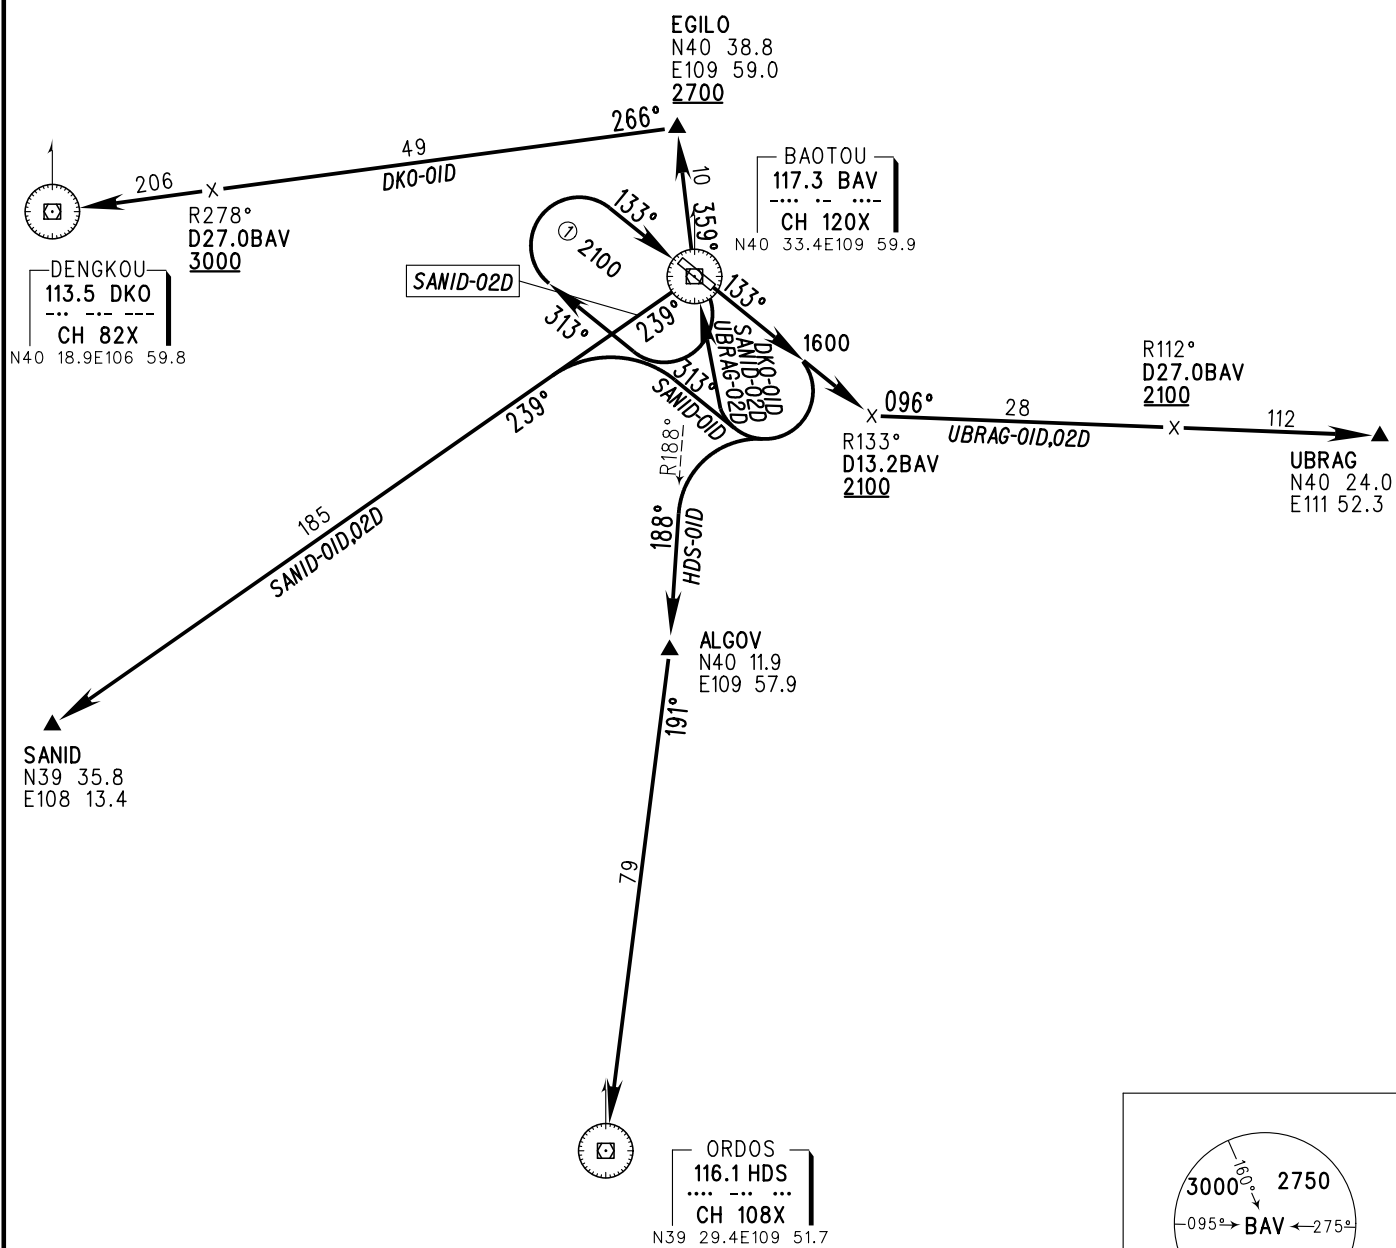 EGILO
N40 38.8
E109 59.0
2700
266°
49
DKO-01D
206
R278°
D27.0BAV
3000
DENGKOU
113.5 DKO
-·· -·- ---
CH 82X
N40 18.9E106 59.8
10
359°
BAOTOU
117.3 BAV
-··· ·- ···-
CH 120X
N40 33.4E109 59.9
133°
① 2100
SANID-02D
313°
239°
133°
1600
DKO-01D
SANID-02D
UBRAG-02D
313°
SANID-01D
239°
R188°
096°
28
UBRAG-01D,02D
R133°
D13.2BAV
2100
R112°
D27.0BAV
2100
112
UBRAG
N40 24.0
E111 52.3
185
SANID-01D,02D
188°
HDS-01D
ALGOV
N40 11.9
E109 57.9
191°
SANID
N39 35.8
E108 13.4
79
ORDOS
116.1 HDS
···· -·· ···
CH 108X
N39 29.4E109 51.7
3000
160°
2750
095°
BAV
275°